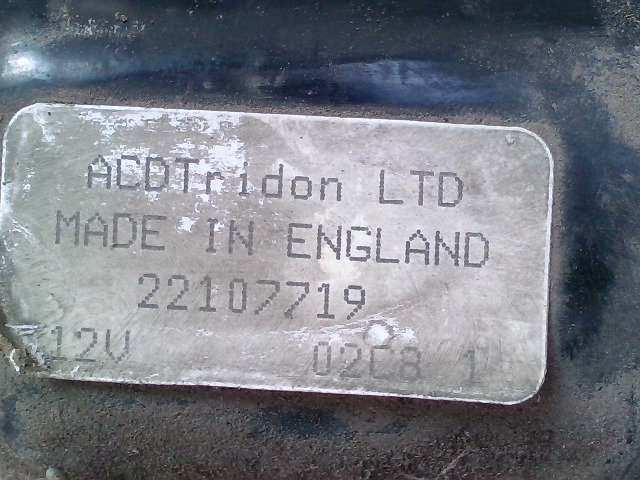 ACDTridon LTD
MADE IN ENGLAND
22107719
12V 02C8 1